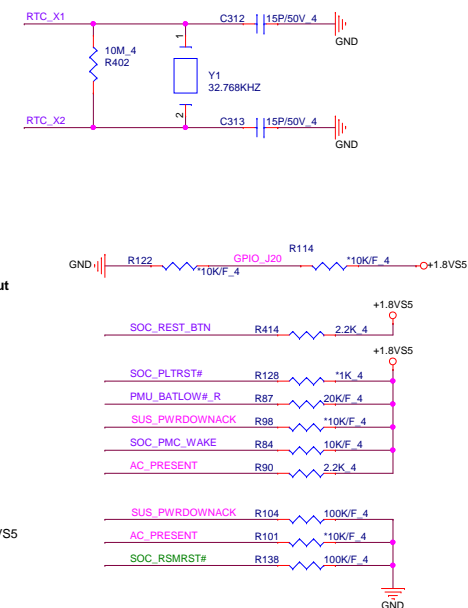 RTC_X1
C312
15P/50V_4
GND
1
10M_4
R402
Y1
32.768KHZ
2
RTC_X2
C313
15P/50V_4
GND
R114
GND
R122
GPIO_J20
*10K/F_4
+1.8VS5
*10K/F_4
ut
+1.8VS5
SOC_REST_BTN
R414
2.2K_4
+1.8VS5
SOC_PLTRST#
R128
*1K_4
PMU_BATLOW#_R
R87
20K/F_4
SUS_PWRDOWNACK
R98
*10K/F_4
SOC_PMC_WAKE
R84
10K/F_4
AC_PRESENT
R90
2.2K_4
SUS_PWRDOWNACK
R104
100K/F_4
/S5
AC_PRESENT
R101
*10K/F_4
SOC_RSMRST#
R138
100K/F_4
GND